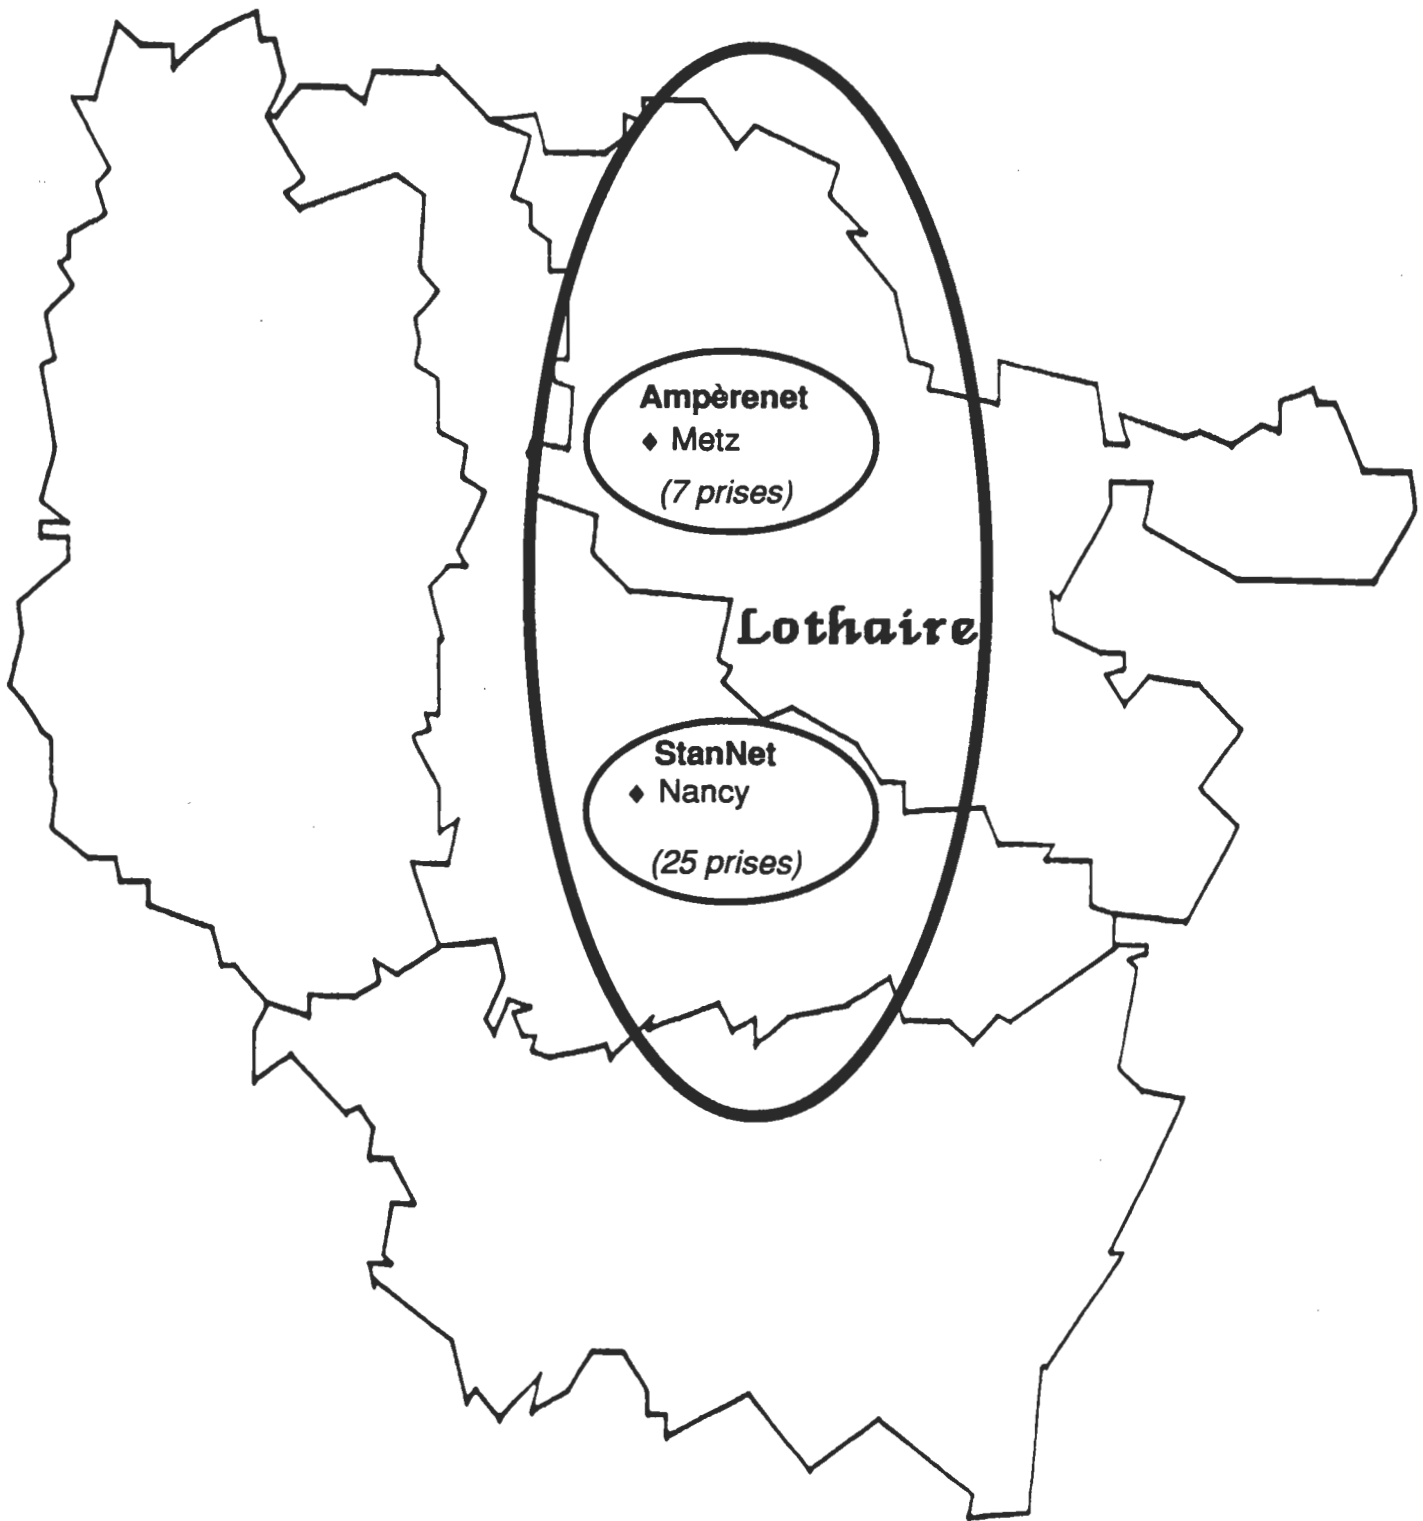 Ampèrenet
♦ Metz
(7 prises)
Lothaire
StanNet
♦ Nancy
(25 prises)